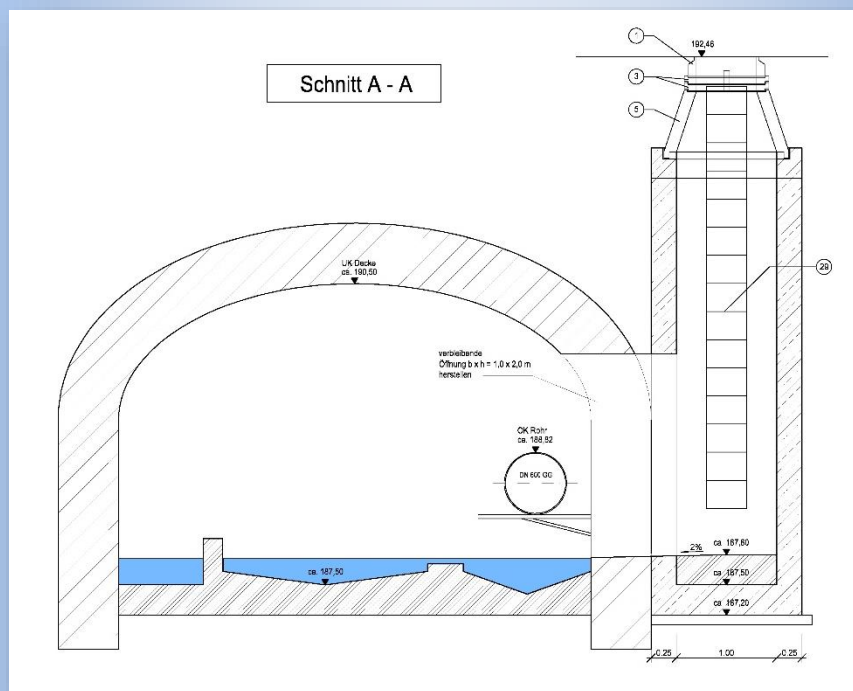 Schnitt A - A
1
192,46
3
5
UK Decke
ca. 190,50
29
verbleibende
Öffnung b x h = 1,0 x 2,0 m
herstellen
OK Rohr
ca. 188,82
DN 600 GG
2%
ca. 187,80
ca. 187,50
ca. 187,50
ca. 187,20
0.25 1.00 0.25